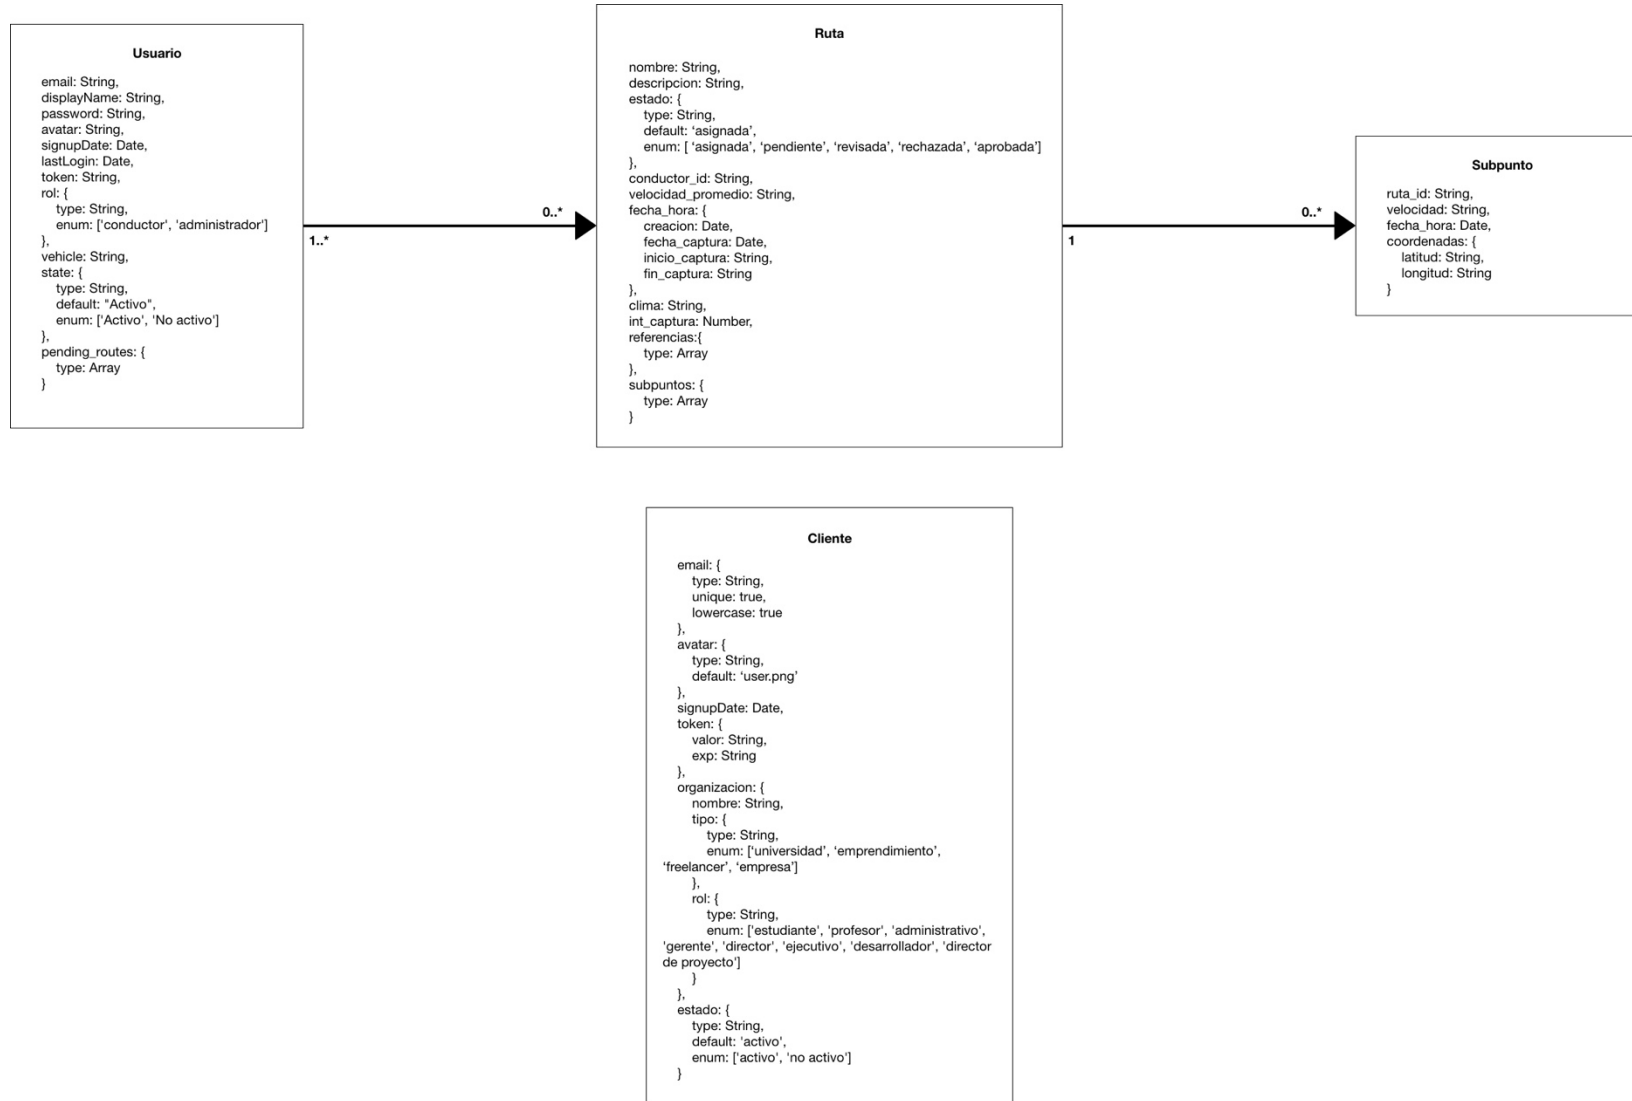 Usuario
email: String,
displayName: String,
password: String,
avatar: String,
signupDate: Date,
lastLogin: Date,
token: String,
rol: {
type: String,
enum: ['conductor', 'administrador']
},
vehicle: String,
state: {
type: String,
default: "Activo",
enum: ['Activo', 'No activo']
},
pending_routes: {
type: Array
}
1..*
0..*
Ruta
nombre: String,
descripcion: String,
estado: {
type: String,
default: ‘asignada’,
enum: [ ‘asignada’, ‘pendiente’, ‘revisada’, ‘rechazada’, ‘aprobada’]
},
conductor_id: String,
velocidad_promedio: String,
fecha_hora: {
creacion: Date,
fecha_captura: Date,
inicio_captura: String,
fin_captura: String
},
clima: String,
int_captura: Number,
referencias:{
type: Array
},
subpuntos: {
type: Array
}
1
0..*
Subpunto
ruta_id: String,
velocidad: String,
fecha_hora: Date,
coordenadas: {
latitud: String,
longitud: String
}
Cliente
email: {
type: String,
unique: true,
lowercase: true
},
avatar: {
type: String,
default: ‘user.png’
},
signupDate: Date,
token: {
valor: String,
exp: String
},
organizacion: {
nombre: String,
tipo: {
type: String,
enum: [‘universidad’, ‘emprendimiento’,
‘freelancer’, ‘empresa’]
},
rol: {
type: String,
enum: ['estudiante', 'profesor', 'administrativo',
'gerente', 'director', 'ejecutivo', 'desarrollador', 'director
de proyecto']
}
},
estado: {
type: String,
default: 'activo',
enum: ['activo', 'no activo']
}